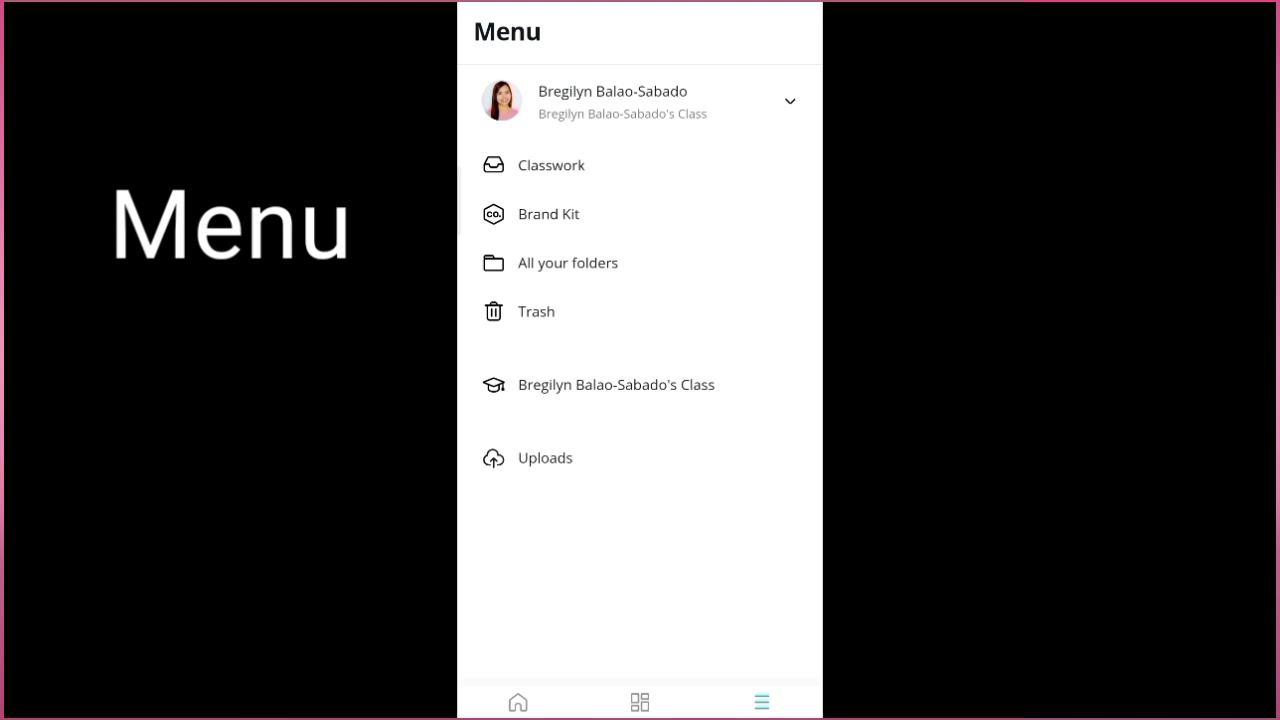 Menu
Menu
Bregilyn Balao-Sabado
Bregilyn Balao-Sabado's Class
Classwork
CO.
Brand Kit
All your folders
Trash
Bregilyn Balao-Sabado's Class
Uploads